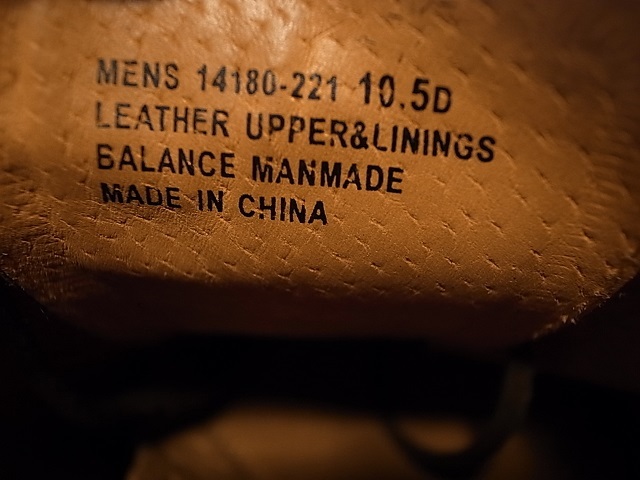 MENS 14180-221 10.5D
LEATHER UPPER&LININGS
BALANCE MANMADE
MADE IN CHINA